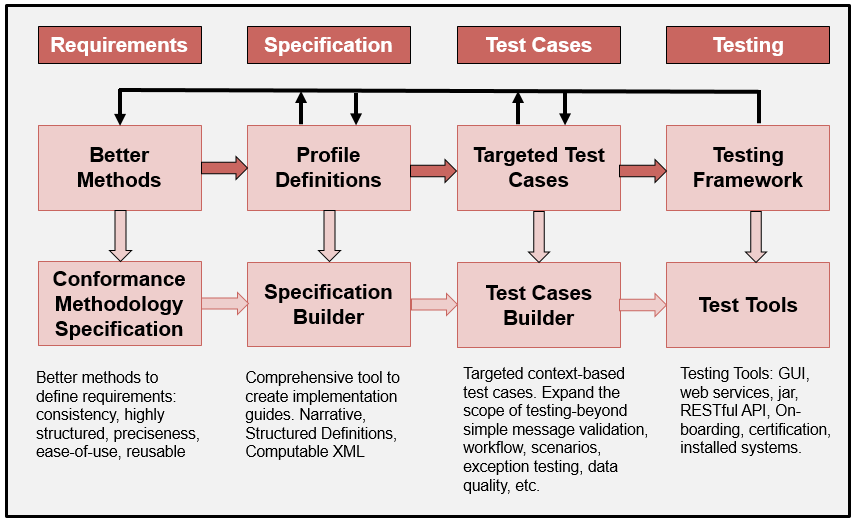 Requirements
Specification
Test Cases
Testing
Better
Methods
Profile
Definitions
Targeted Test
Cases
Testing
Framework
Conformance
Methodology
Specification
Specification
Builder
Test Cases
Builder
Test Tools
Better methods to
define requirements:
consistency, highly
structured, preciseness,
ease-of-use, reusable
Comprehensive tool to
create implementation
guides. Narrative,
Structured Definitions,
Computable XML
Targeted context-based
test cases. Expand the
scope of testing-beyond
simple message validation,
workflow, scenarios,
exception testing, data
quality, etc.
Testing Tools: GUI,
web services, jar,
RESTful API, On-
boarding, certification,
installed systems.